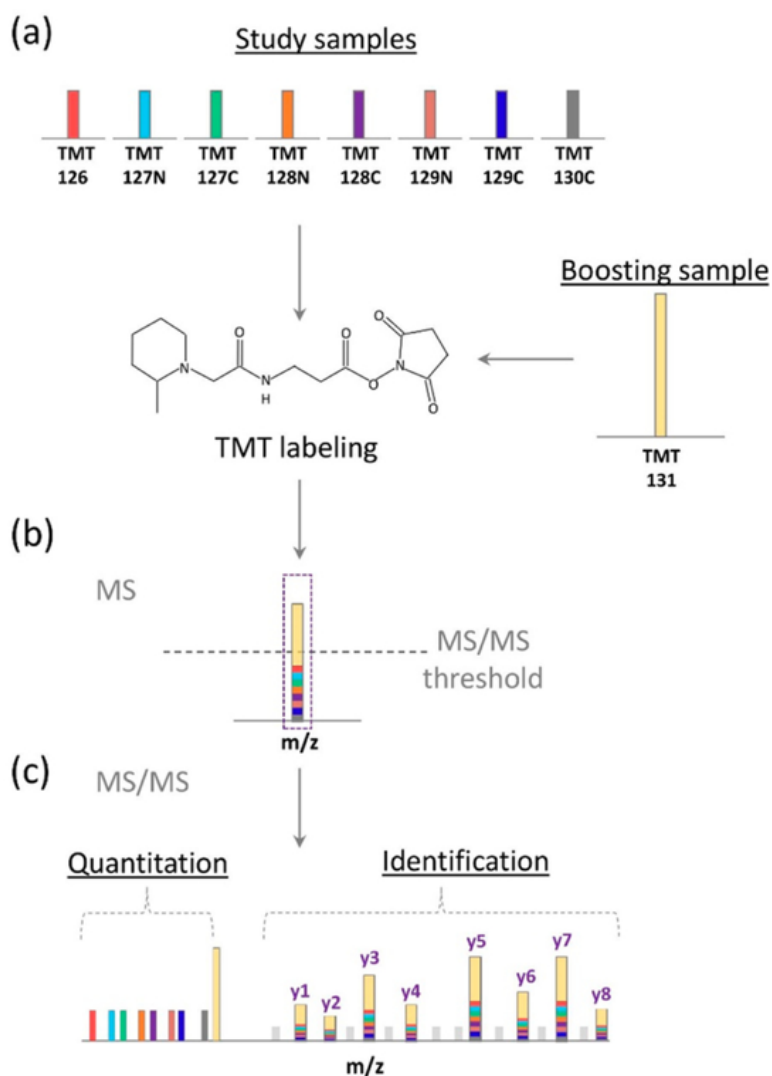 (a)
Study samples
TMT 126
TMT 127N
TMT 127C
TMT 128N
TMT 128C
TMT 129N
TMT 129C
TMT 130C
Boosting sample
TMT 131
N
O
N
H
O
O
N
O
O
TMT labeling
(b)
MS
MS/MS
threshold
m/z
(c)
MS/MS
Quantitation
Identification
y1
y2
y3
y4
y5
y6
y7
y8
m/z